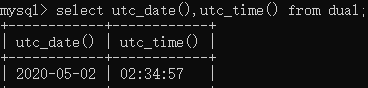 mysql> select utc_date(),utc_time() from dual;
+------------+------------+
| utc_date() | utc_time() |
+------------+------------+
| 2020-05-02 | 02:34:57   |